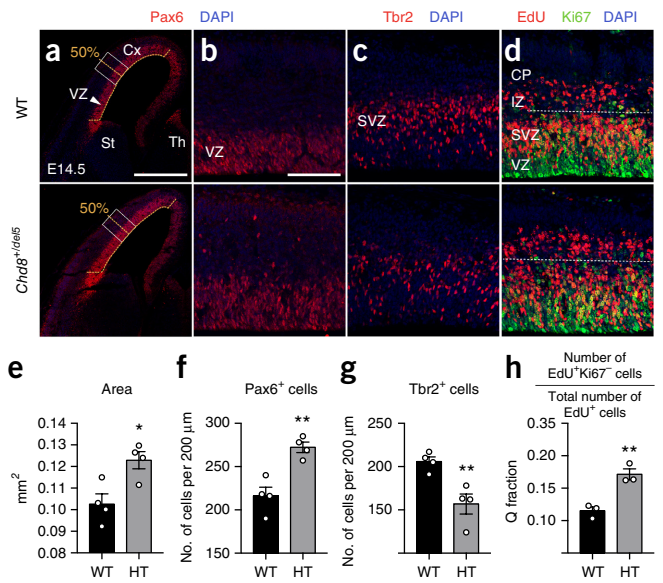 Pax6 DAPI
Tbr2 DAPI
EdU Ki67 DAPI
WT
Chd8+/del5
a
50%
Cx
VZ
St
Th
E14.5
50%
b
VZ
c
SVZ
d
CP
IZ
SVZ
VZ
e
Area
mm²
0.14
0.13
0.12
0.11
0.10
0.09
0.08
*
WT HT
f
Pax6⁺ cells
No. of cells per 200 μm
300
250
200
150
**
WT HT
g
Tbr2⁺ cells
No. of cells per 200 μm
250
200
150
100
**
WT HT
h
Number of
EdU⁺Ki67⁻ cells
Total number of
EdU⁺ cells
Q fraction
0.25
0.20
0.15
0.10
**
WT HT